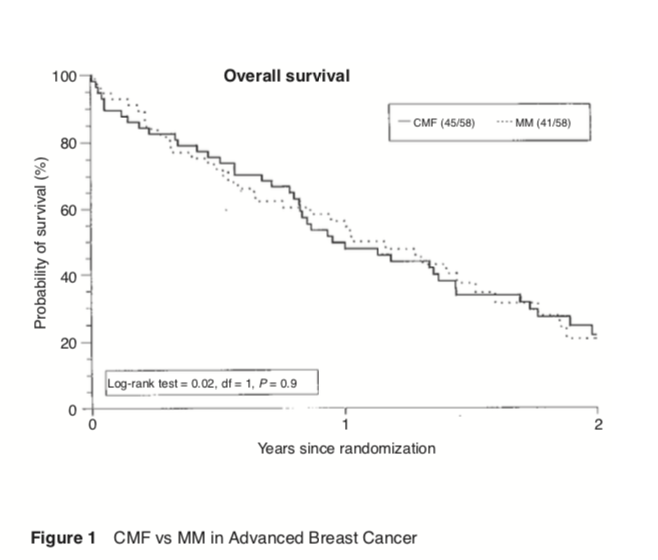 Overall survival
100
80
60
40
20
0
Probability of survival (%)
CMF (45/58) MM (41/58)
Log-rank test = 0.02, df = 1, P = 0.9
0 1 2
Years since randomization
Figure 1 CMF vs MM in Advanced Breast Cancer